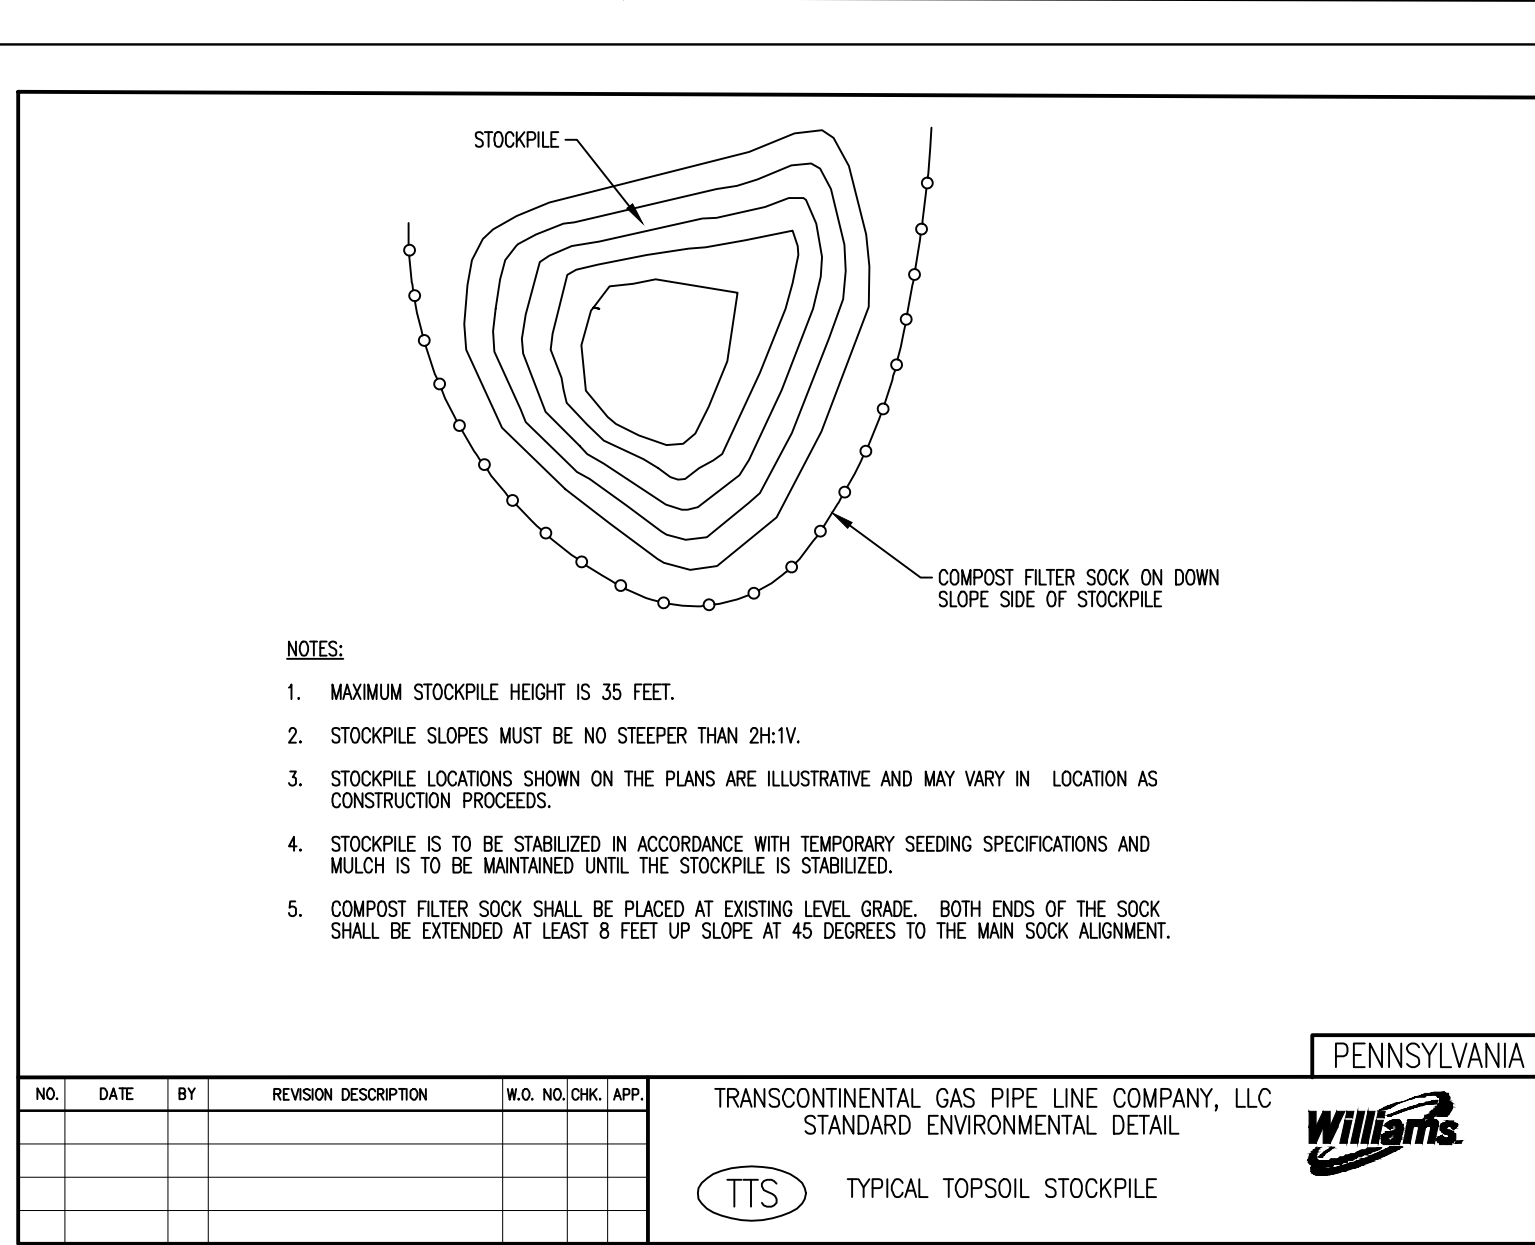 STOCKPILE
COMPOST FILTER SOCK ON DOWN
SLOPE SIDE OF STOCKPILE
NOTES:
1. MAXIMUM STOCKPILE HEIGHT IS 35 FEET.
2. STOCKPILE SLOPES MUST BE NO STEEPER THAN 2H:1V.
3. STOCKPILE LOCATIONS SHOWN ON THE PLANS ARE ILLUSTRATIVE AND MAY VARY IN LOCATION AS
CONSTRUCTION PROCEEDS.
4. STOCKPILE IS TO BE STABILIZED IN ACCORDANCE WITH TEMPORARY SEEDING SPECIFICATIONS AND
MULCH IS TO BE MAINTAINED UNTIL THE STOCKPILE IS STABILIZED.
5. COMPOST FILTER SOCK SHALL BE PLACED AT EXISTING LEVEL GRADE. BOTH ENDS OF THE SOCK
SHALL BE EXTENDED AT LEAST 8 FEET UP SLOPE AT 45 DEGREES TO THE MAIN SOCK ALIGNMENT.
PENNSYLVANIA
NO. DATE BY REVISION DESCRIPTION W.O. NO. CHK. APP.
TRANSCONTINENTAL GAS PIPE LINE COMPANY, LLC
STANDARD ENVIRONMENTAL DETAIL
Williams
TTS TYPICAL TOPSOIL STOCKPILE